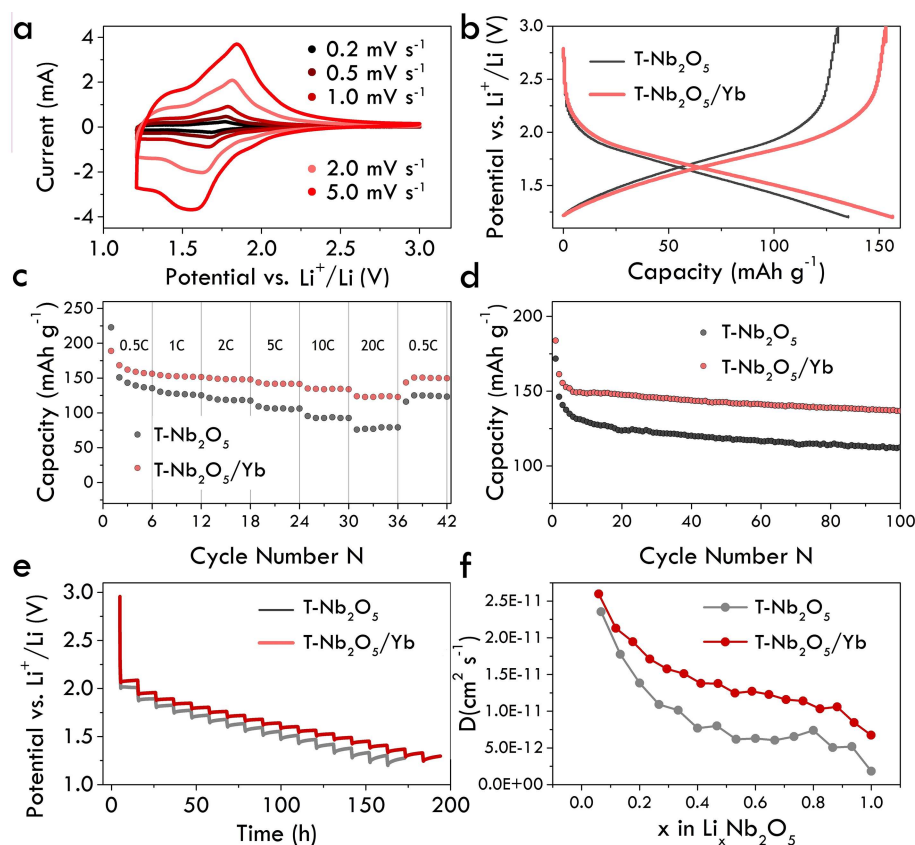 a
Current (mA)
4
2
0
-2
-4
0.2 mV s⁻¹
0.5 mV s⁻¹
1.0 mV s⁻¹
2.0 mV s⁻¹
5.0 mV s⁻¹
1.0 1.5 2.0 2.5 3.0
Potential vs. Li⁺/Li (V)
b
Potential vs. Li⁺/Li (V)
3.0
2.5
2.0
1.5
T-Nb₂O₅
T-Nb₂O₅/Yb
0 50 100 150
Capacity (mAh g⁻¹)
c
Capacity (mAh g⁻¹)
250
200
150
100
50
0
0.5C 1C 2C 5C 10C 20C 0.5C
T-Nb₂O₅
T-Nb₂O₅/Yb
0 6 12 18 24 30 36 42
Cycle Number N
d
Capacity (mAh g⁻¹)
200
150
100
T-Nb₂O₅
T-Nb₂O₅/Yb
0 20 40 60 80 100
Cycle Number N
e
Potential vs. Li⁺/Li (V)
3.0
2.5
2.0
1.5
1.0
T-Nb₂O₅
T-Nb₂O₅/Yb
0 50 100 150 200
Time (h)
f
D(cm² s⁻¹)
2.5E-11
2.0E-11
1.5E-11
1.0E-11
5.0E-12
0.0E+00
T-Nb₂O₅
T-Nb₂O₅/Yb
0.0 0.2 0.4 0.6 0.8 1.0
x in LiₓNb₂O₅